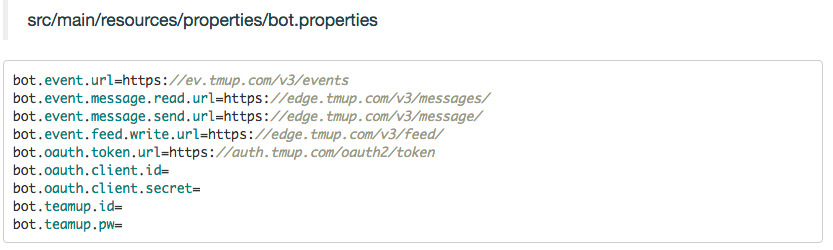 src/main/resources/properties/bot.properties
bot.event.url=https://ev.tmup.com/v3/events
bot.event.message.read.url=https://edge.tmup.com/v3/messages/
bot.event.message.send.url=https://edge.tmup.com/v3/message/
bot.event.feed.write.url=https://edge.tmup.com/v3/feed/
bot.oauth.token.url=https://auth.tmup.com/oauth2/token
bot.oauth.client.id=
bot.oauth.client.secret=
bot.teamup.id=
bot.teamup.pw=